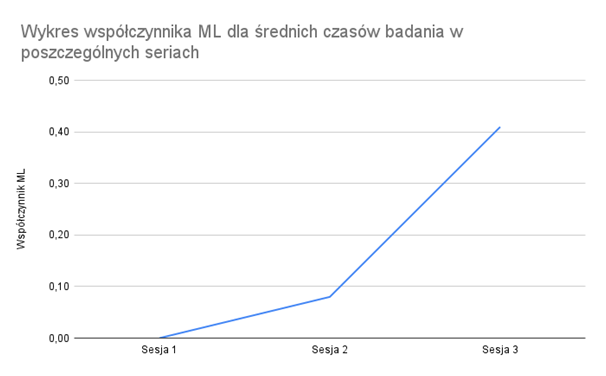 Wykres współczynnika ML dla średnich czasów badania w
poszczególnych seriach
0,50
0,40
0,30
0,20
0,10
0,00
Współczynnik ML
Sesja 1
Sesja 2
Sesja 3